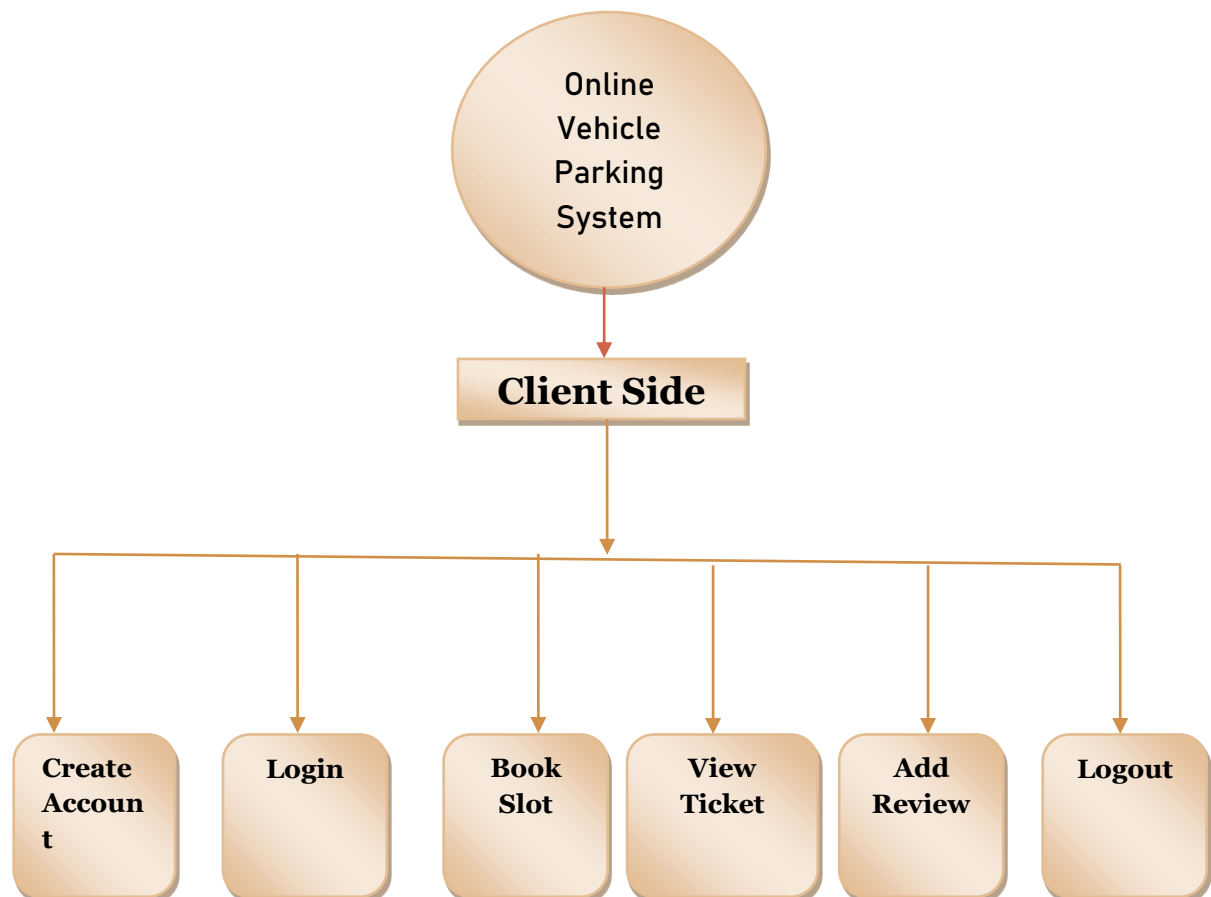 Online
Vehicle
Parking
System
Client Side
Create
Accoun
t
Login
Book
Slot
View
Ticket
Add
Review
Logout